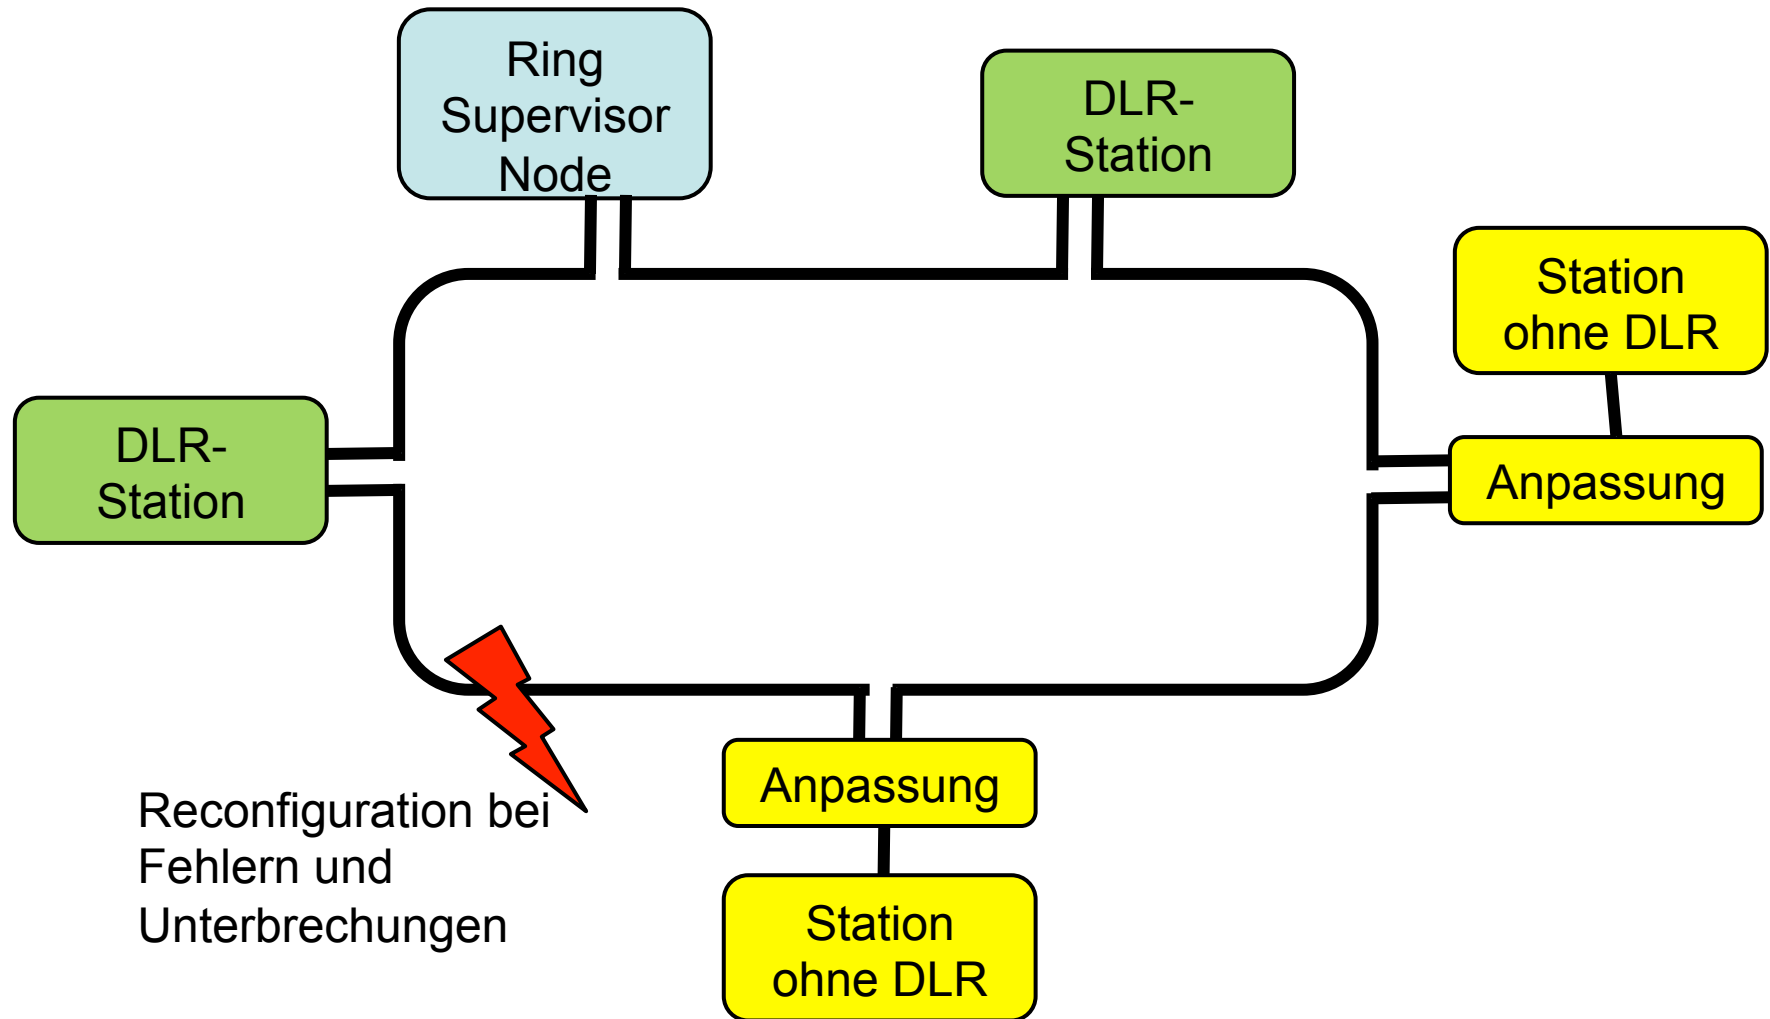 Ring
Supervisor
Node
DLR-
Station
Station
ohne DLR
DLR-
Station
Anpassung
Reconfiguration bei
Fehlern und
Unterbrechungen
Anpassung
Station
ohne DLR